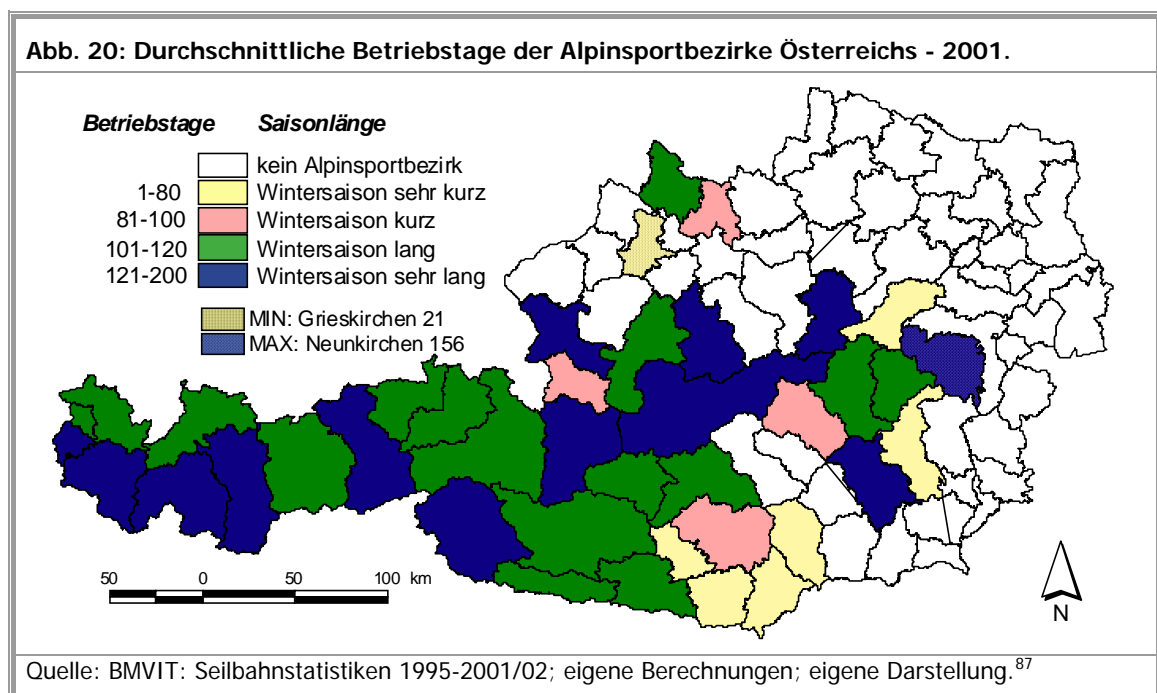 Abb. 20: Durchschnittliche Betriebstage der Alpinsportbezirke Österreichs - 2001.
Betriebstage Saisonlänge
kein Alpinsportbezirk
1-80 Wintersaison sehr kurz
81-100 Wintersaison kurz
101-120 Wintersaison lang
121-200 Wintersaison sehr lang
MIN: Grieskirchen 21
MAX: Neunkirchen 156
50 0 50 100 km
N
Quelle: BMVIT: Seilbahnstatistiken 1995-2001/02; eigene Berechnungen; eigene Darstellung.87